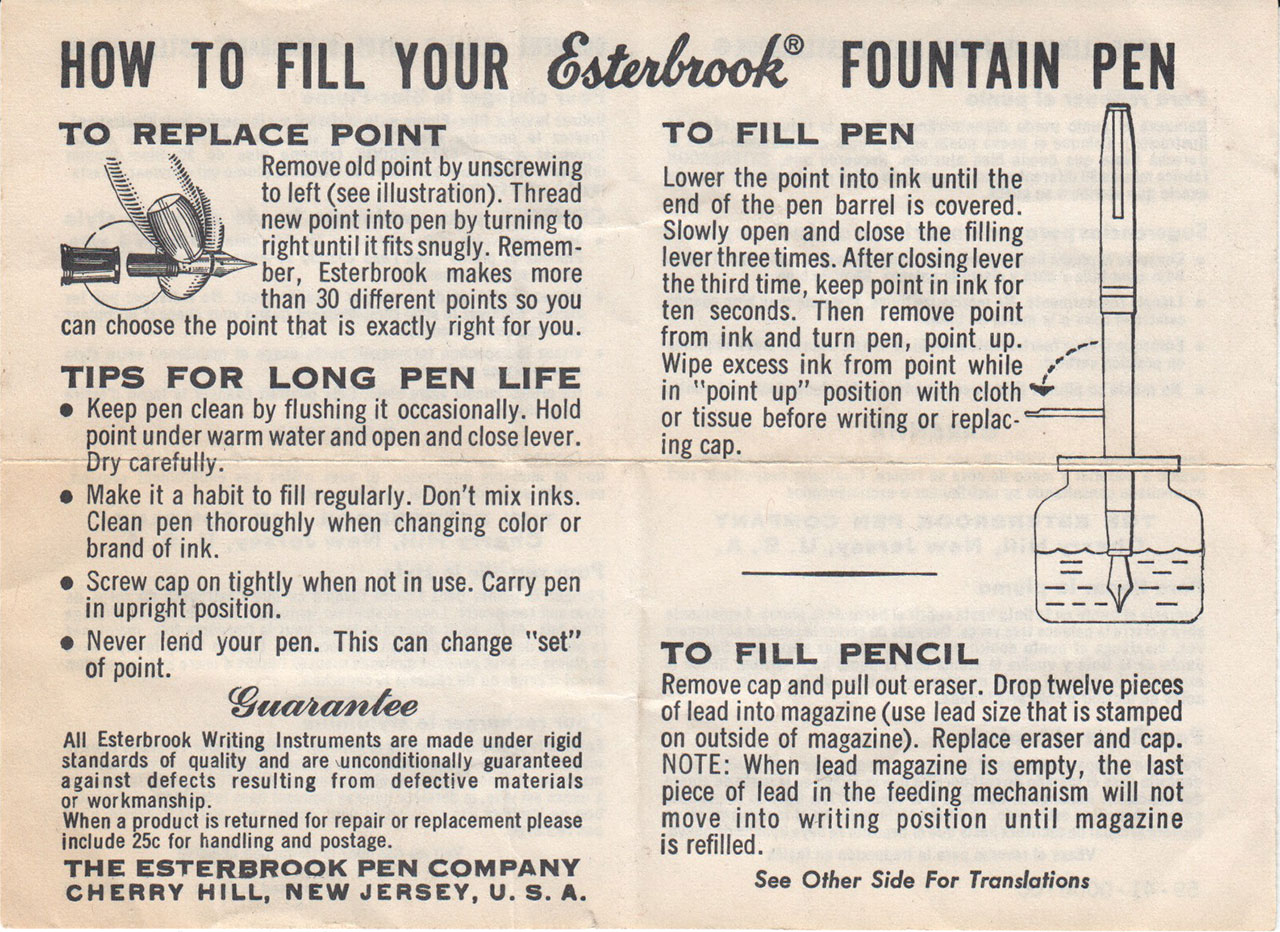 HOW TO FILL YOUR Esterbrook® FOUNTAIN PEN
TO REPLACE POINT
Remove old point by unscrewing
to left (see illustration). Thread
new point into pen by turning to
right until it fits snugly. Remem-
ber, Esterbrook makes more
than 30 different points so you
can choose the point that is exactly right for you.
TIPS FOR LONG PEN LIFE
● Keep pen clean by flushing it occasionally. Hold
point under warm water and open and close lever.
Dry carefully.
● Make it a habit to fill regularly. Don't mix inks.
Clean pen thoroughly when changing color or
brand of ink.
● Screw cap on tightly when not in use. Carry pen
in upright position.
● Never lend your pen. This can change "set"
of point.
Guarantee
All Esterbrook Writing Instruments are made under rigid
standards of quality and are unconditionally guaranteed
against defects resulting from defective materials
or workmanship.
When a product is returned for repair or replacement please
include 25c for handling and postage.
THE ESTERBROOK PEN COMPANY
CHERRY HILL, NEW JERSEY, U. S. A.
TO FILL PEN
Lower the point into ink until the
end of the pen barrel is covered.
Slowly open and close the filling
lever three times. After closing lever
the third time, keep point in ink for
ten seconds. Then remove point
from ink and turn pen, point up.
Wipe excess ink from point while
in "point up" position with cloth
or tissue before writing or replac-
ing cap.
TO FILL PENCIL
Remove cap and pull out eraser. Drop twelve pieces
of lead into magazine (use lead size that is stamped
on outside of magazine). Replace eraser and cap.
NOTE: When lead magazine is empty, the last
piece of lead in the feeding mechanism will not
move into writing position until magazine
is refilled.
See Other Side For Translations